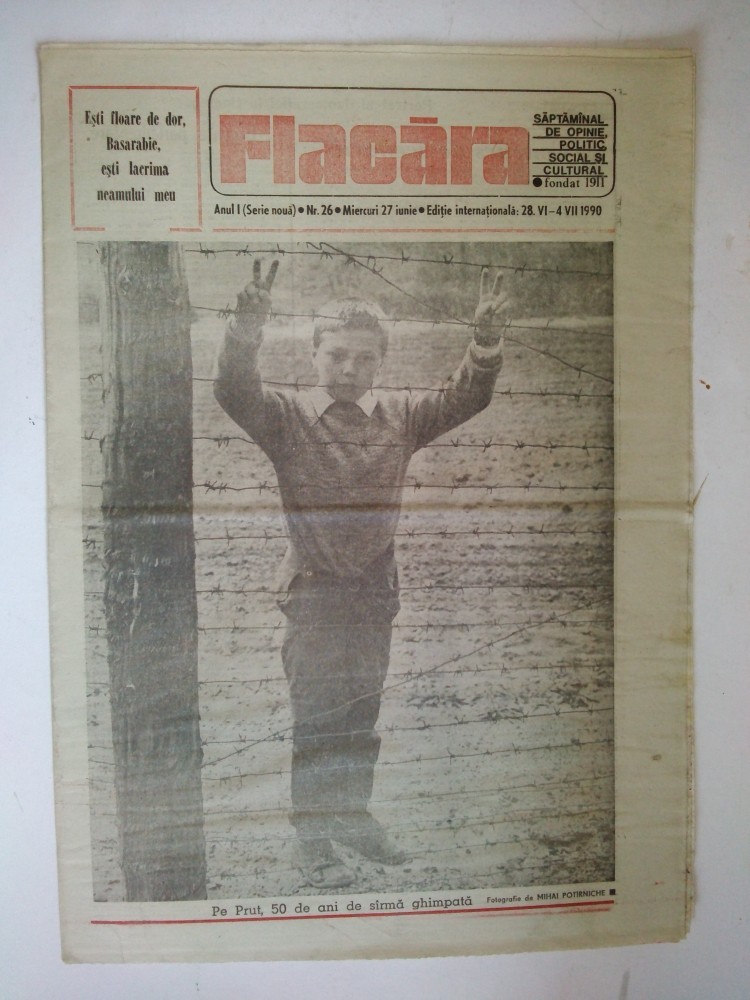 Ești floare de dor,
Basarabie,
ești lacrima
neamului meu
Flacăra
SĂPTĂMÎNAL
DE OPINIE,
POLITIC,
SOCIAL ȘI
CULTURAL
● fondat 1911
Anul I (Serie nouă) ● Nr. 26 ● Miercuri 27 iunie ● Ediție internațională: 28. VI–4 VII 1990
Pe Prut, 50 de ani de sîrmă ghimpată
Fotografie de MIHAI POTÎRNICHE ■